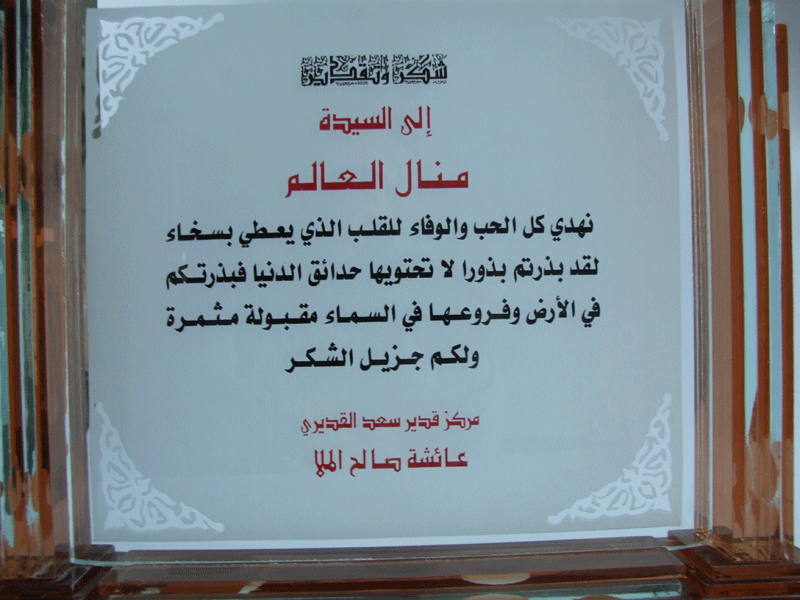 شكر وتقدير
إلى السيدة
منال العالم
نهدي كل الحب والوفاء للقلب الذي يعطي بسخاء
لقد بذرتم بذورا لا تحتويها حدائق الدنيا فبذرتكم
في الأرض وفروعها في السماء مقبولة مثمرة
ولكم جزيل الشكر
مركز قدير سعد القديري
عائشة صالح الملا